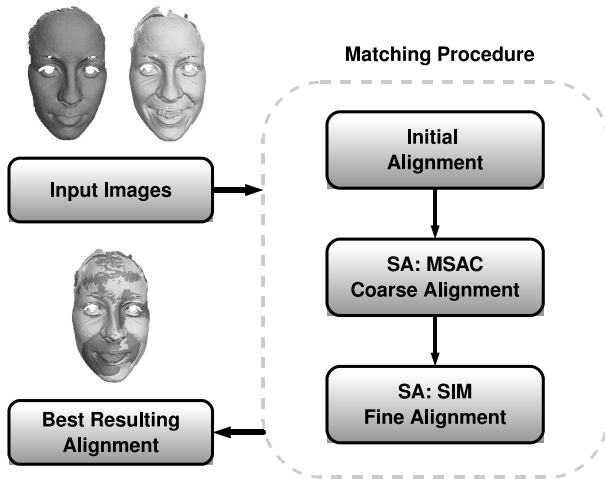 Matching Procedure
Input Images
Initial
Alignment
SA: MSAC
Coarse Alignment
SA: SIM
Fine Alignment
Best Resulting
Alignment